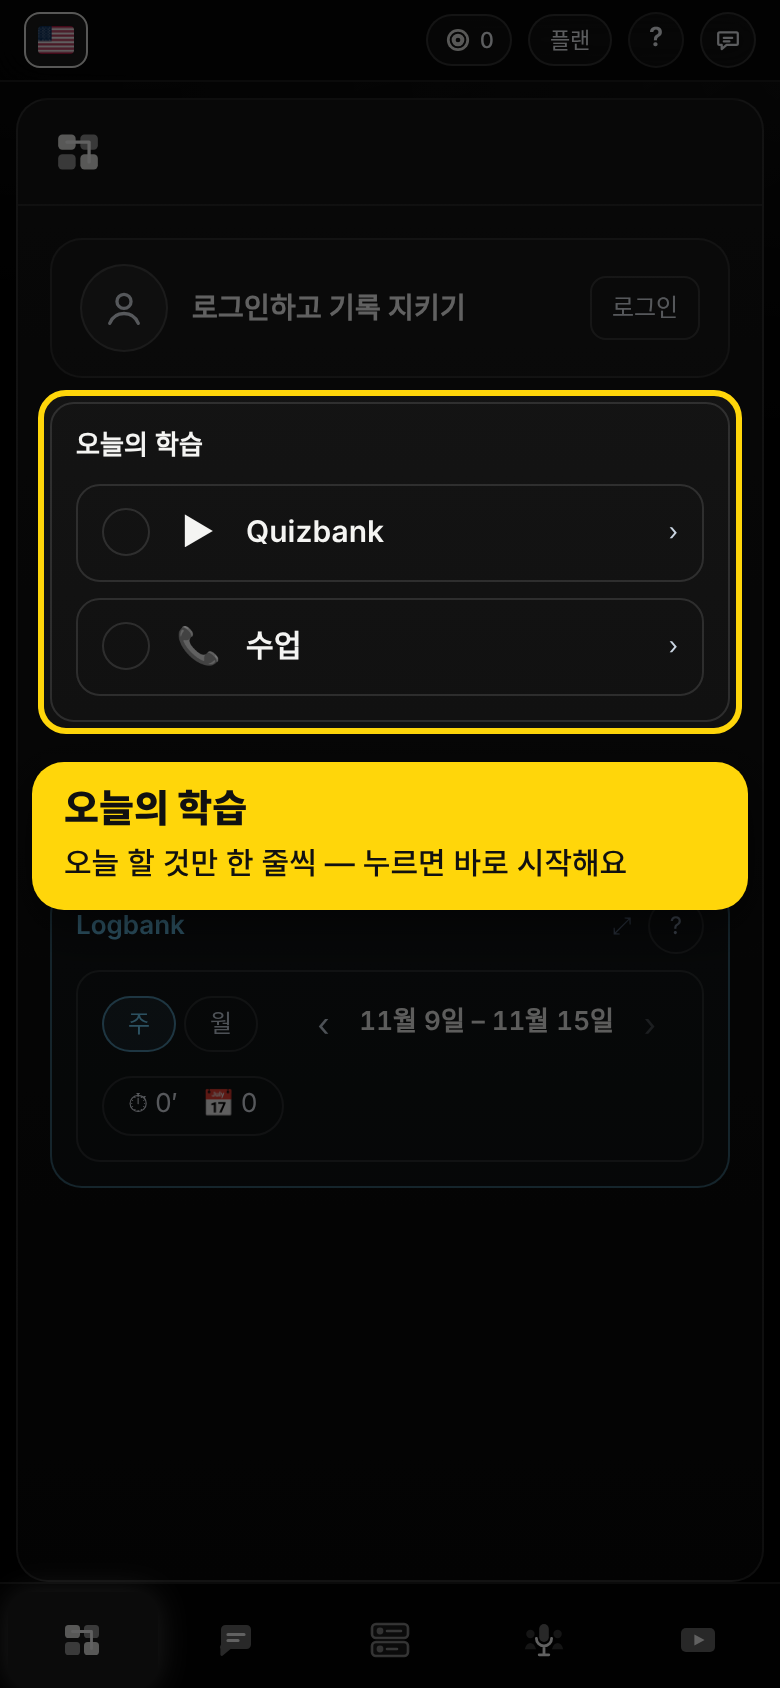 0
플랜
?
로그인하고 기록 지키기
로그인
오늘의 학습
Quizbank
수업
오늘의 학습
오늘 할 것만 한 줄씩 — 누르면 바로 시작해요
Logbank
?
주
월
11월 9일 – 11월 15일
0′
July
17
0